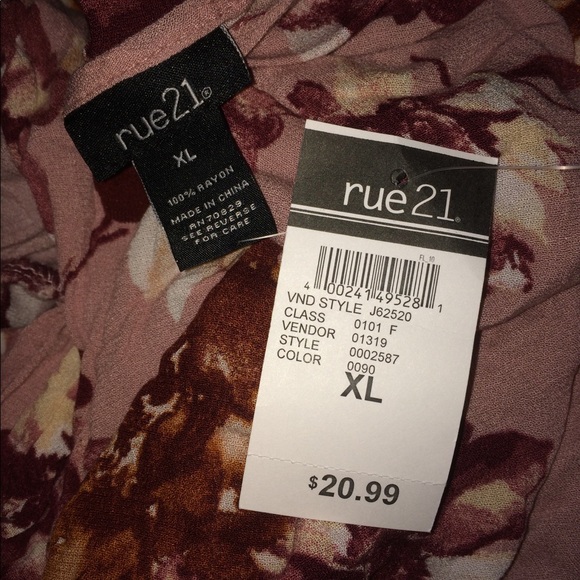 rue21®
XL
100% RAYON
MADE IN CHINA
RN 70829
SEE REVERSE
FOR CARE
rue21.
FL_10
4 00241 49528 1
VND STYLE J62520
CLASS 0101 F
VENDOR 01319
STYLE 0002587
COLOR 0090
XL
$20.99